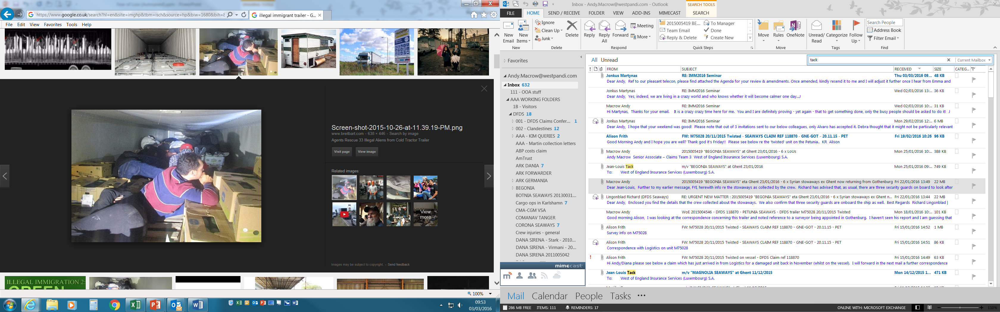 https://www.google.co.uk/search?hl=en&site=imghp&tbm=isch&source=hp&biw=1680&bih=8
illegal immigrant trailer - G...
File Edit View Favorites Tools Help
TRUCKSTOP
Screen-shot-2015-10-26-at-11.39.19-PM.png
www.breitbart.com - 638 × 446 - Search by image
Agents Rescue 33 Illegal Aliens from Cold Tractor Trailer
Visit page View image
Related images:
View more
Images may be subject to copyright. - Send feedback
ILLEGAL IMMIGRATION 2:
GREEN
100%
09:53
03/03/2016
Inbox - Andy.Macrow@westpandi.com - Outlook
SEARCH TOOLS
FILE HOME SEND / RECEIVE FOLDER VIEW ADD-INS MIMECAST SEARCH
New Email
New Items
New
Ignore
Clean Up
Junk
Delete
Delete
Reply
Reply All
Forward
Meeting
More
Respond
2015005419 BE...
Team Email
Reply & Delete
To Manager
Done
Create New
Quick Steps
Move
Rules
OneNote
Move
Unread/ Read
Categorize
Follow Up
Tags
Search People
Address Book
Filter Email
Find
Favorites
Andy.Macrow@westpandi.com
Inbox 632
111 - OOA stuff
AAA WORKING FOLDERS
1B - Visitors
DFDS 18
001 - DFDS Claims Confer... 1
002 - Clandestines 12
AAA - KIM QUERIES 2
AAA - Martin collection letters
ABP costs claim
AmTrust
ARK DANIA 7
ARK FORWARDER
ARK GERMANIA
BEGONIA
BOTNIA SEAWAYS 20130031...
Cargo ops in Karlshamn 7
CMA-CGM VSA
COMANAV TANGER
CORONA SEAWAYS 7
Crew injuries - general
DANA SIRENA - Stark - 2010...
DANA SIRENA - Virmani - 20...
DANA SIRENA 2011005042
mimecast
All Unread
tack
Current Mailbox
FROM SUBJECT RECEIVED SIZE CATEG...
Jonkus Martynas RE: IMM2016 Seminar Thu 03/03/2016 09... 48 KB
Dear Andy, Ref to our pleasant telecon, please find attached the Agenda for your review & amendments. Once amended, kindly resend it to me and I will adjust it further once I hear from Emma and
Jonkus Martynas RE: IMM2016 Seminar Wed 02/03/2016 13:... 36 KB
Dear Andy, Yes, indeed, we are living in a crazy world and who knows whether it will become calmer one day...J
Macrow Andy RE: IMM2016 Seminar Wed 02/03/2016 10:... 31 KB
Hi Martynas, Thanks for your email. It is a crazy crazy time here for me. You and I are definitely proving - yet again - that to get something done, only the busy people should be asked to do it! J
Jonkus Martynas RE: IMM2016 Seminar Mon 29/02/2016 12:... 6 MB
Dear Andy, I hope that your weekend was good! Please note that out of 3 invitations sent to our below colleagues, only Alvaro has accepted it. Debra thought that it might not be particularly relevant
Alison Frith FW: M75028 20/11/2015 Twisted - SEAWAYS CLAIM REF 118870 - GNE-GOT - 20.11.15 - PET Fri 19/02/2016 10:26 96 KB
Good Morning Andy and I hope you are well? Thank god it's Friday!! Please see below re the 'twisted' unit on the Petunia.. KR Alison
Macrow Andy 2015005419 "BEGONIA SEAWAYS" at Ghent 23/01/2016 - 6 x LoUs Mon 25/01/2016 10:... 388 KB
Andy Macrow Senior Associate – Claims Team 3 West of England Insurance Services (Luxembourg) S.A.
Jean-Louis Tack m/v "BEGONIA SEAWAYS" at Ghent 23/01/2016 Mon 25/01/2016 09:... 749 KB
To: West of England Insurance Services (Luxembourg) S.A.
Macrow Andy 2015005419 "BEGONIA SEAWAYS" eta Ghent 23/01/2016 - 6 x Syrian stowaways ex Ghent now returning from Gothenburg Fri 22/01/2016 13:49 22 MB
Dear Jean-Louis, Further to my earlier message, FYI, herewith info re the stowaways as collected by the crew. Richard has advised that, as usual, there are three security guards on board to look after
Lingonblad Richard (DFDS Seaways) RE: URGENT NEW MATTER : 2015005419 "BEGONIA SEAWAYS" eta Ghent 23/01/2016 - 6 x Syrian stowaways ex Ghent n... Fri 22/01/2016 13:44 22 MB
Dear Andy, Enclosed you find the details that the crew collected about the stowaways. We also confirm that three security guards are onboard the ship as well. Best Regards Richard Lingonblad |
Macrow Andy WoE 2015004546 - DFDS 118870 - PETUNIA SEAWAYS - DFDS trailer M75028 20/11/2015 Twisted Mon 18/01/2016 10:... 101 KB
Good morning Alison, I was looking at the correspondence concerning this trailer and noted reference to a surveyor being appointed in Gothenburg. I haven't seen his report and I am guessing that
Alison Frith FW: M75028 20/11/2015 Twisted - SEAWAYS CLAIM REF 118870 - GNE-GOT - 20.11.15 - PET Fri 15/01/2016 14:52 1 MB
Survey info on M75028
Alison Frith FW: M75028 20/11/2015 Twisted - SEAWAYS CLAIM REF 118870 - GNE-GOT - 20.11.15 - PET Fri 15/01/2016 14:51 86 KB
Correspondence with Logistics on unit M75028
Alison Frith FW: M75028 20/11/2015 Twisted on vessel - DFDS Claim ref 118870 Fri 15/01/2016 14:49 63 KB
Hi Andy/Diana please see below a claim which has just arrived in from Logistics for a damaged unit back in November (whilst on the vessel). I will forward in the next mail a further correspondence
Jean-Louis Tack m/v "MAGNOLIA SEAWAYS" at Ghent 11/12/2015 Mon 14/12/2015 1... 471 KB
To: West of England Insurance Services (Luxembourg) S.A.
Mail Calendar People Tasks ...
286 MB FREE ITEMS: 111 REMINDERS: 17 ONLINE WITH: MICROSOFT EXCHANGE 110%